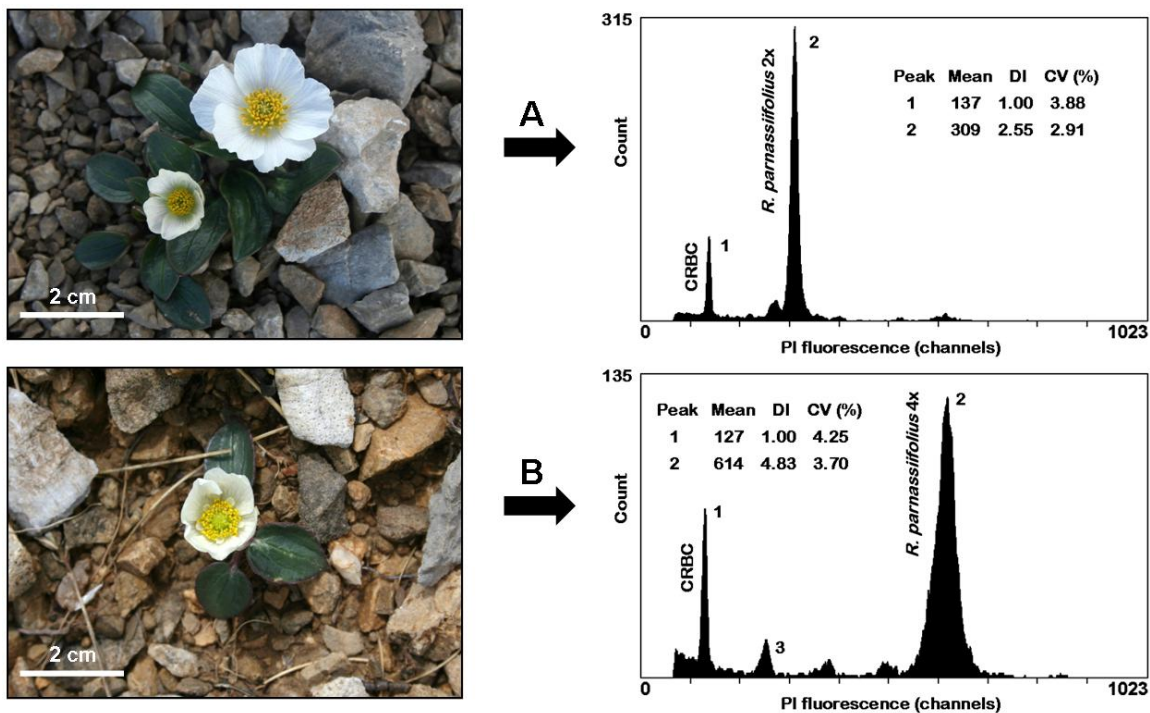 2 cm
A
315
Count
0
1023
PI fluorescence (channels)
CRBC
1
R. parnassiifolius 2x
2
Peak Mean DI CV (%)
1 137 1.00 3.88
2 309 2.55 2.91
2 cm
B
135
Count
0
1023
PI fluorescence (channels)
Peak Mean DI CV (%)
1 127 1.00 4.25
2 614 4.83 3.70
CRBC
1
3
R. parnassiifolius 4x
2